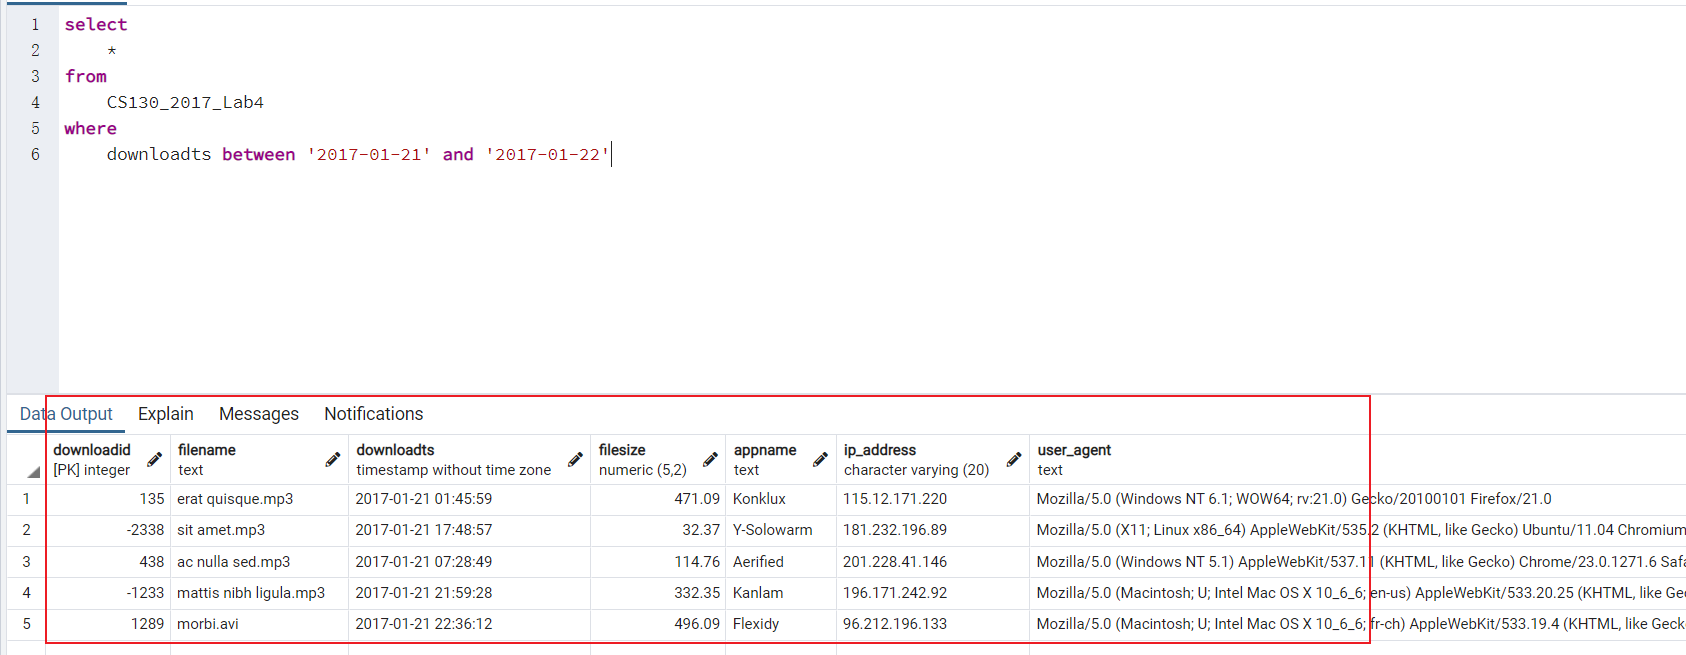 1 select
2 *
3 from
4 CS130_2017_Lab4
5 where
6 downloadts between '2017-01-21' and '2017-01-22'
Data Output Explain Messages Notifications
downloadid filename downloadts filesize appname ip_address user_agent
[PK] integer text timestamp without time zone numeric (5,2) text character varying (20) text
1 135 erat quisque.mp3 2017-01-21 01:45:59 471.09 Konklux 115.12.171.220 Mozilla/5.0 (Windows NT 6.1; WOW64; rv:21.0) Gecko/20100101 Firefox/21.0
2 -2338 sit amet.mp3 2017-01-21 17:48:57 32.37 Y-Solowarm 181.232.196.89 Mozilla/5.0 (X11; Linux x86_64) AppleWebKit/535.2 (KHTML, like Gecko) Ubuntu/11.04 Chromium
3 438 ac nulla sed.mp3 2017-01-21 07:28:49 114.76 Aerified 201.228.41.146 Mozilla/5.0 (Windows NT 5.1) AppleWebKit/537.11 (KHTML, like Gecko) Chrome/23.0.1271.6 Safa
4 -1233 mattis nibh ligula.mp3 2017-01-21 21:59:28 332.35 Kanlam 196.171.242.92 Mozilla/5.0 (Macintosh; U; Intel Mac OS X 10_6_6; en-us) AppleWebKit/533.20.25 (KHTML, like Ge
5 1289 morbi.avi 2017-01-21 22:36:12 496.09 Flexidy 96.212.196.133 Mozilla/5.0 (Macintosh; U; Intel Mac OS X 10_6_6; fr-ch) AppleWebKit/533.19.4 (KHTML, like Geck